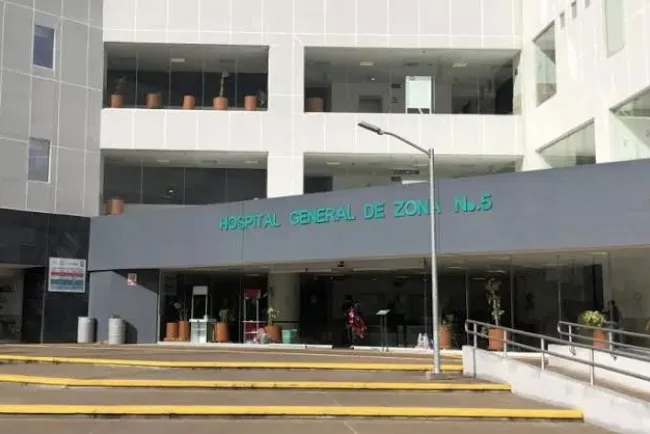 HOSPITAL GENERAL DE ZONA No.5